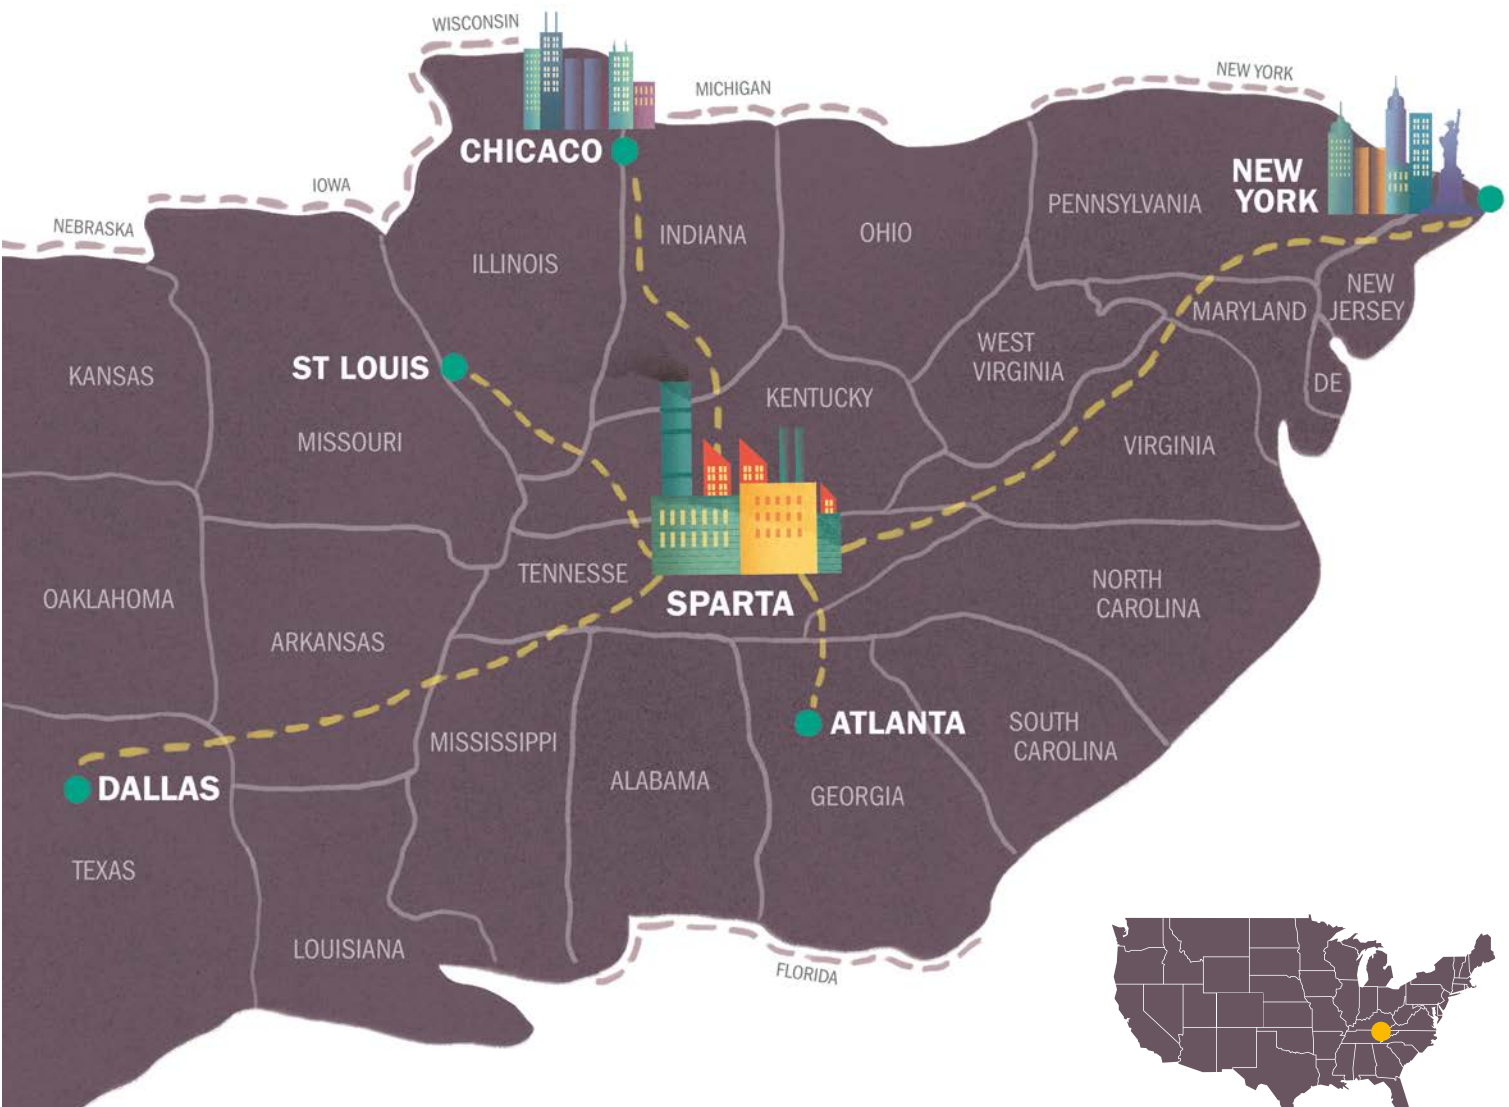 WISCONSIN
NEW YORK
MICHIGAN
CHICACO
IOWA
NEBRASKA
NEW
YORK
PENNSYLVANIA
INDIANA
OHIO
ILLINOIS
NEW
JERSEY
MARYLAND
WEST
VIRGINIA
ST LOUIS
KANSAS
DE
KENTUCKY
MISSOURI
VIRGINIA
TENNESSE
NORTH
CAROLINA
OAKLAHOMA
SPARTA
ARKANSAS
ATLANTA
SOUTH
CAROLINA
MISSISSIPPI
ALABAMA
DALLAS
GEORGIA
TEXAS
LOUISIANA
FLORIDA